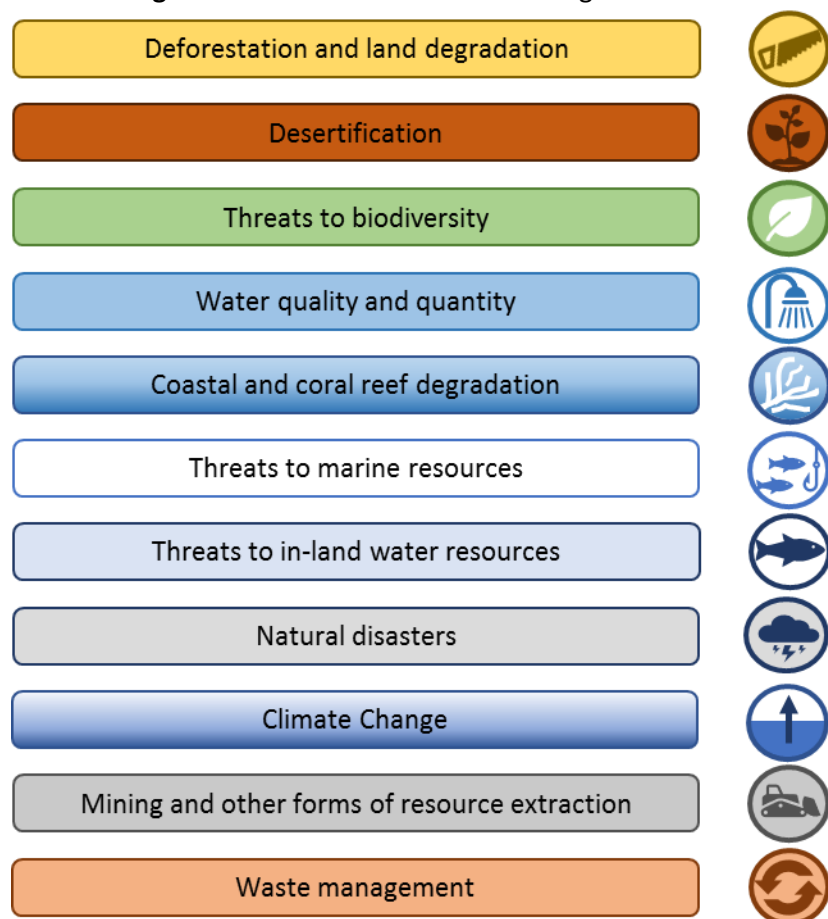 Deforestation and land degradation
Desertification
Threats to biodiversity
Water quality and quantity
Coastal and coral reef degradation
Threats to marine resources
Threats to in-land water resources
Natural disasters
Climate Change
Mining and other forms of resource extraction
Waste management